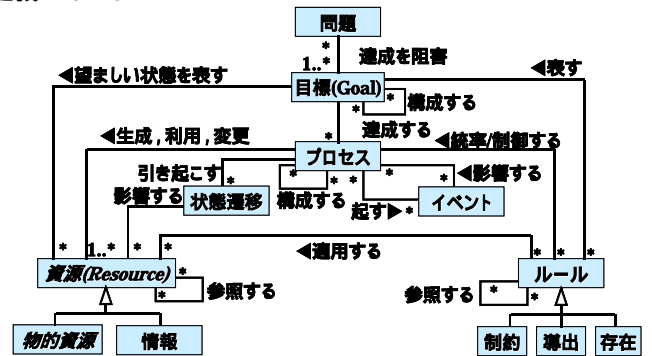 問題
*
達成を阻害
1..*
◀望ましい状態を表す
◀表す
目標(Goal)
*
*
構成する
*
*
達成する
◀生成，利用，変更
*
◀統率/制御する
プロセス
引き起こす
*
*
*
*
*
*
*
◀影響する
影響する
状態遷移
構成する
起す▶
*
イベント
*
1..*
*
*
◀適用する
*
*
*
資源(Resource)
*
*
参照する
ルール
参照する
*
*
物的資源
情報
制約
導出
存在